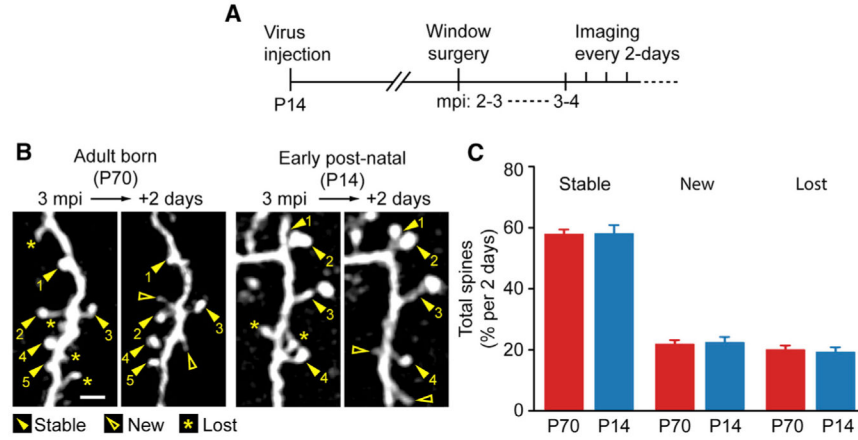 A
Virus
injection
Window
surgery
Imaging
every 2-days
P14
mpi: 2-3 ------ 3-4
B
Adult born
(P70)
3 mpi → +2 days
Early post-natal
(P14)
3 mpi → +2 days
*
1
2
*
3
4
*
5
*
1
2
3
4
5
1
2
3
*
*
4
1
2
3
4
Stable
New
* Lost
C
Total spines
(% per 2 days)
80
60
40
20
0
Stable
New
Lost
P70 P14 P70 P14 P70 P14